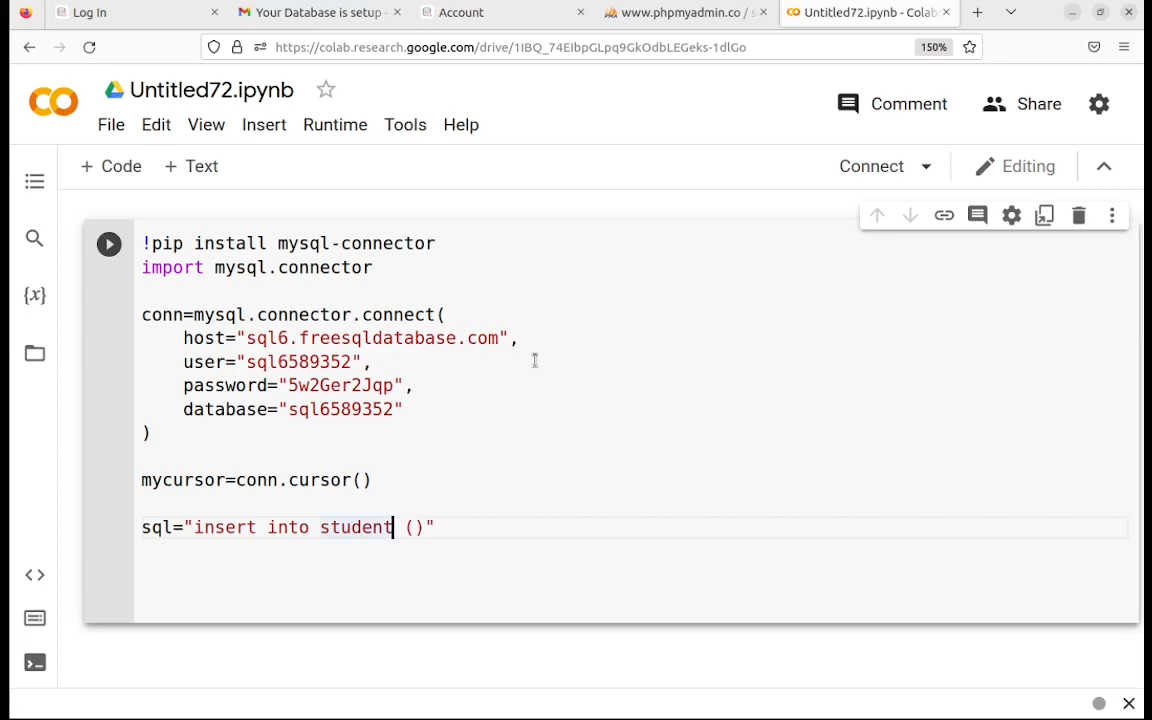 Log In
Your Database is setup -
Account
www.phpmyadmin.co / s
Untitled72.ipynb - Colab
https://colab.research.google.com/drive/1IBQ_74EIbpGLpq9GkOdbLEGeks-1dlGo
150%
CO
Untitled72.ipynb
Comment
Share
File Edit View Insert Runtime Tools Help
+ Code + Text
Connect
Editing
{x}
!pip install mysql-connector
import mysql.connector
conn=mysql.connector.connect(
host="sql6.freesqldatabase.com",
user="sql6589352",
password="5w2Ger2Jqp",
database="sql6589352"
)
mycursor=conn.cursor()
sql="insert into student ()"